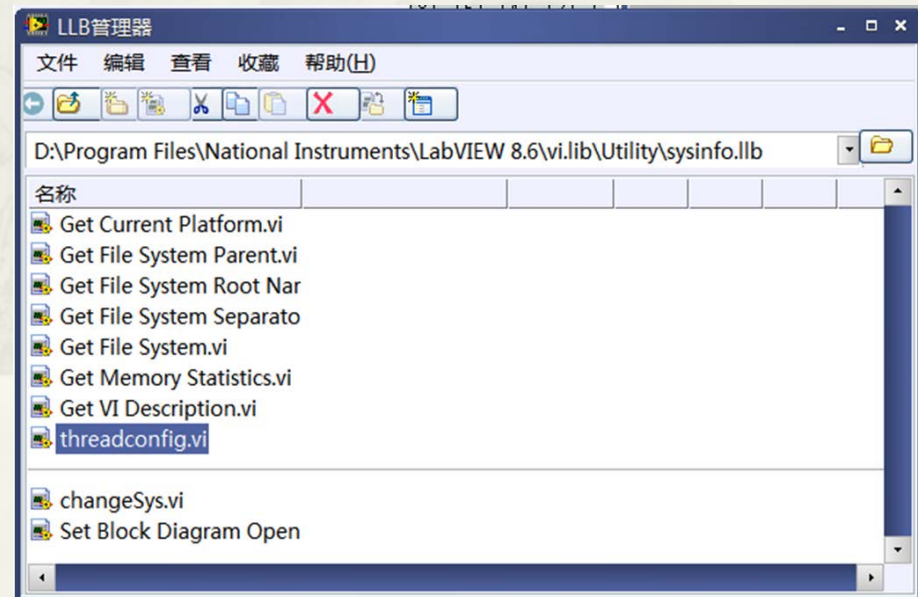 LLB管理器
文件 编辑 查看 收藏 帮助(H)
D:\Program Files\National Instruments\LabVIEW 8.6\vi.lib\Utility\sysinfo.llb
名称
Get Current Platform.vi
Get File System Parent.vi
Get File System Root Nar
Get File System Separato
Get File System.vi
Get Memory Statistics.vi
Get VI Description.vi
threadconfig.vi
changeSys.vi
Set Block Diagram Open